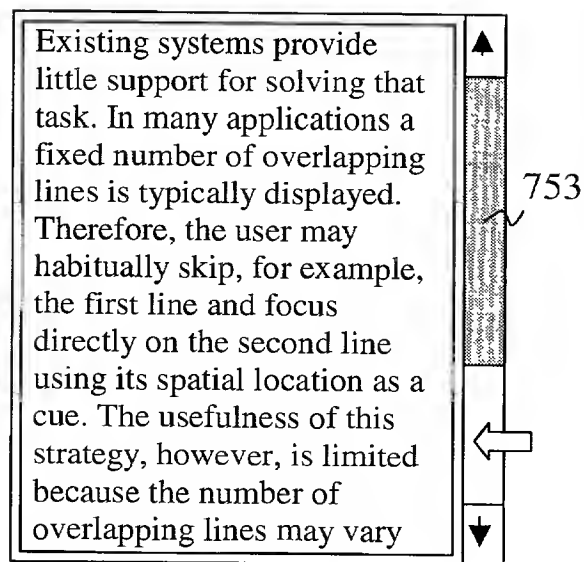 Existing systems provide
little support for solving that
task. In many applications a
fixed number of overlapping
lines is typically displayed.
Therefore, the user may
habitually skip, for example,
the first line and focus
directly on the second line
using its spatial location as a
cue. The usefulness of this
strategy, however, is limited
because the number of
overlapping lines may vary
753